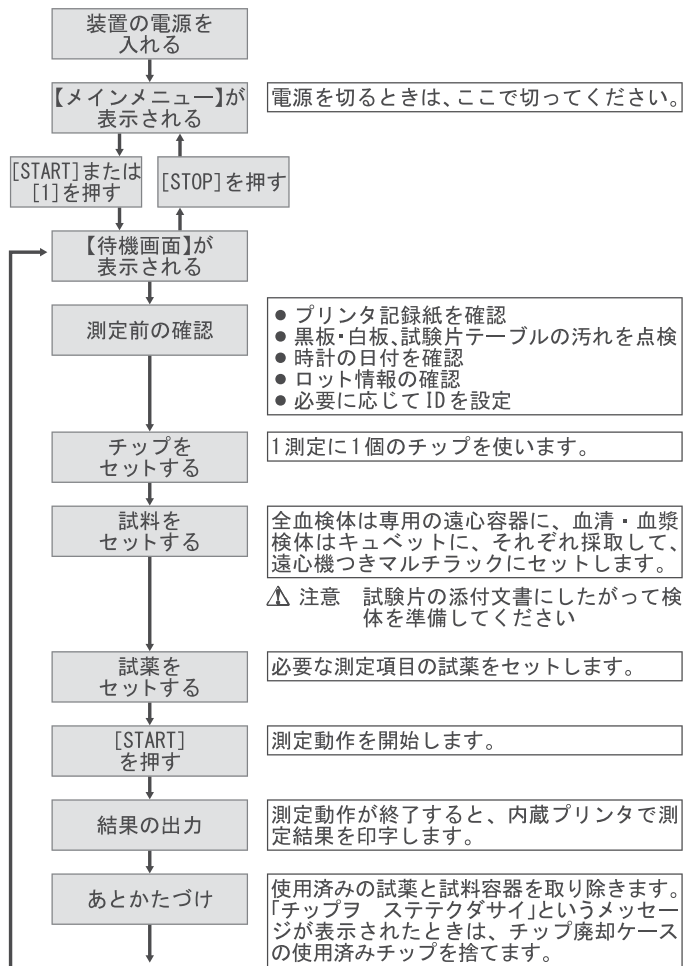 装置の電源を
入れる
【メインメニュー】が
表示される
電源を切るときは、ここで切ってください。
[START]または
[1]を押す
[STOP]を押す
【待機画面】が
表示される
測定前の確認
● プリンタ記録紙を確認
● 黒板・白板、試験片テーブルの汚れを点検
● 時計の日付を確認
● ロット情報の確認
● 必要に応じてIDを設定
チップを
セットする
1測定に1個のチップを使います。
試料を
セットする
全血検体は専用の遠心容器に、血清・血漿
検体はキュベットに、それぞれ採取して、
遠心機つきマルチラックにセットします。
⚠ 注意 試験片の添付文書にしたがって検
体を準備してください
試薬を
セットする
必要な測定項目の試薬をセットします。
[START]
を押す
測定動作を開始します。
結果の出力
測定動作が終了すると、内蔵プリンタで測
定結果を印字します。
あとかたづけ
使用済みの試薬と試料容器を取り除きます。
「チップヲ ステテクダサイ」というメッセー
ジが表示されたときは、チップ廃却ケース
の使用済みチップを捨てます。